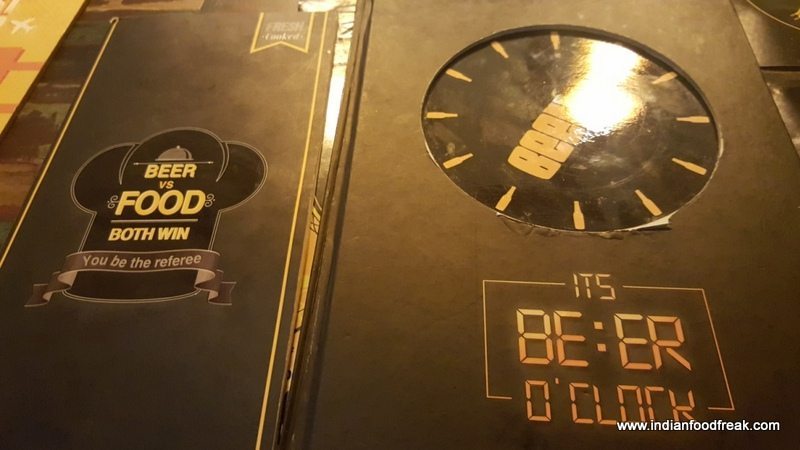 FRESH
Cooked
BEER
VS
FOOD
BOTH WIN
You be the referee
BEER
ITS
BE:ER
O'CLOCK
www.indianfoodfreak.com